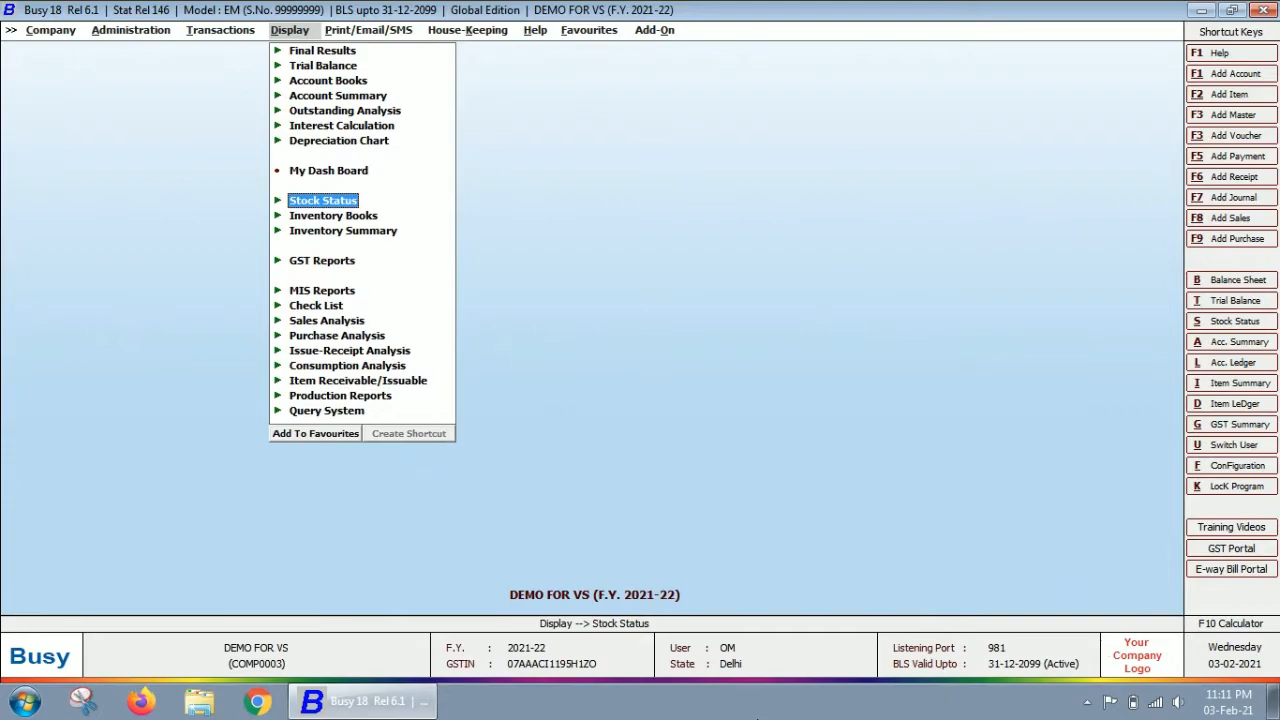 Busy 18 Rel 6.1 | Stat Rel 146 | Model : EM (S.No. 99999999) | BLS upto 31-12-2099 | Global Edition | DEMO FOR VS (F.Y. 2021-22)
>> Company Administration Transactions Display Print/Email/SMS House-Keeping Help Favourites Add-On
Final Results
Trial Balance
Account Books
Account Summary
Outstanding Analysis
Interest Calculation
Depreciation Chart
My Dash Board
Stock Status
Inventory Books
Inventory Summary
GST Reports
MIS Reports
Check List
Sales Analysis
Purchase Analysis
Issue-Receipt Analysis
Consumption Analysis
Item Receivable/Issuable
Production Reports
Query System
Add To Favourites Create Shortcut
Shortcut Keys
F1 Help
F1 Add Account
F2 Add Item
F3 Add Master
F3 Add Voucher
F5 Add Payment
F6 Add Receipt
F7 Add Journal
F8 Add Sales
F9 Add Purchase
B Balance Sheet
T Trial Balance
S Stock Status
A Acc. Summary
L Acc. Ledger
I Item Summary
D Item LeDger
G GST Summary
U Switch User
F ConFiguration
K LocK Program
Training Videos
GST Portal
E-way Bill Portal
DEMO FOR VS (F.Y. 2021-22)
Display --> Stock Status
F10 Calculator
Busy
DEMO FOR VS
(COMP0003)
F.Y. : 2021-22
GSTIN : 07AAACI1195H1ZO
User : OM
State : Delhi
Listening Port : 981
BLS Valid Upto : 31-12-2099 (Active)
Your
Company
Logo
Wednesday
03-02-2021
B Busy 18 Rel 6.1 | ...
11:11 PM
03-Feb-21